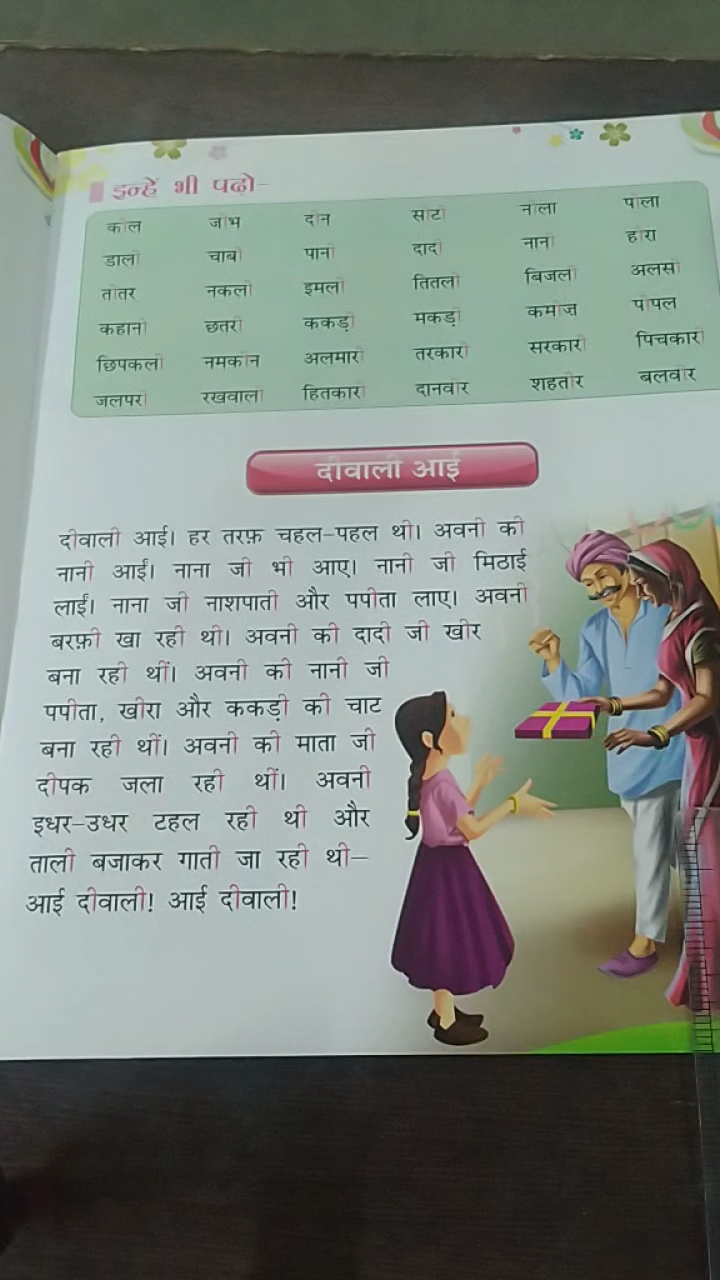 इन्हें भी पढो-
कील जीभ तीन सीटी नीला पीला
डाली चाबी पानी दादी नानी हीरा
तीतर नकली इमली तितली बिजली आलसी
कहानी छतरी ककड़ी मकड़ी कमीज़ पीपल
छिपकली नमकीन अलमारी तरकारी सरकारी पिचकारी
जलपरी रखवाली हितकारी दानवीर शहतीर बलवीर
दीवाली आई
दीवाली आई। हर तरफ़ चहल-पहल थी। अवनी की
नानी आईं। नाना जी भी आए। नानी जी मिठाई
लाईं। नाना जी नाशपाती और पपीता लाए। अवनी
बरफ़ी खा रही थी। अवनी की दादी जी खीर
बना रही थीं। अवनी की नानी जी
पपीता, खीरा और ककड़ी की चाट
बना रही थीं। अवनी की माता जी
दीपक जला रही थीं। अवनी
इधर-उधर टहल रही थी और
ताली बजाकर गाती जा रही थी–
आई दीवाली! आई दीवाली!